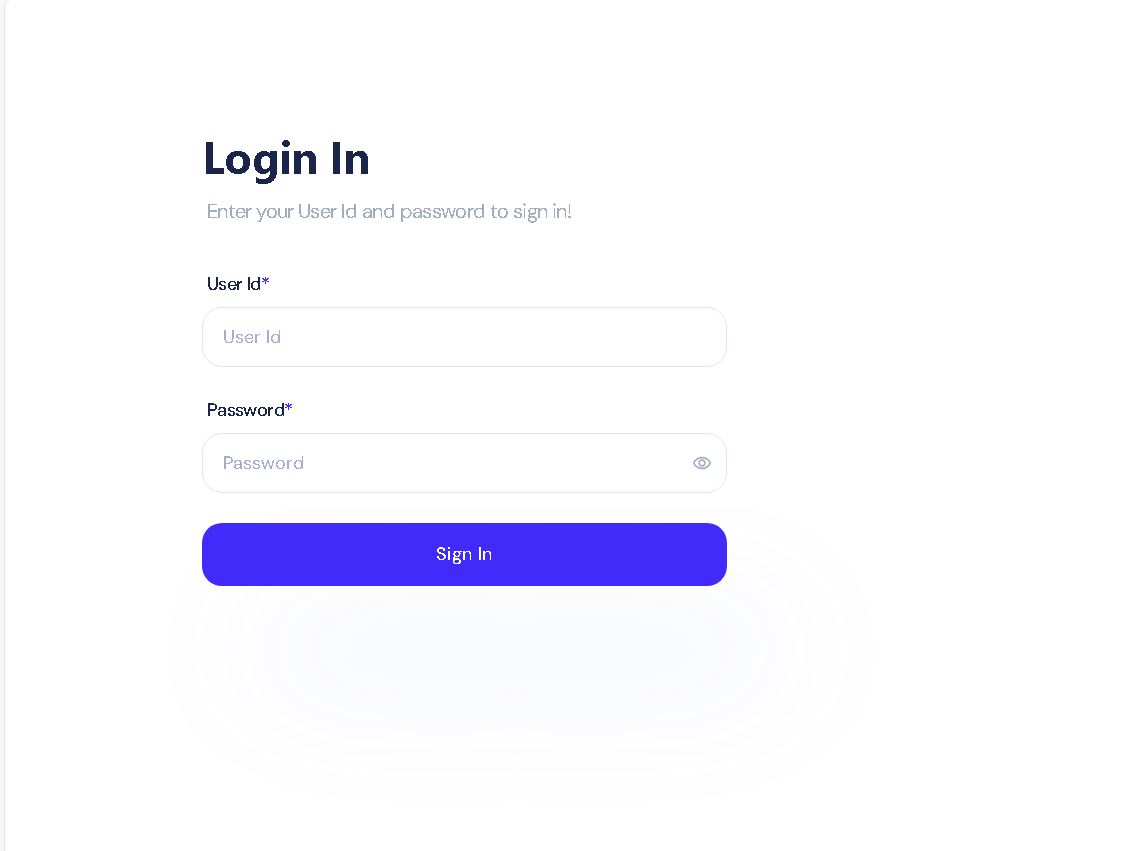 Login In
Enter your User Id and password to sign in!
User Id*
User Id
Password*
Password
Sign In